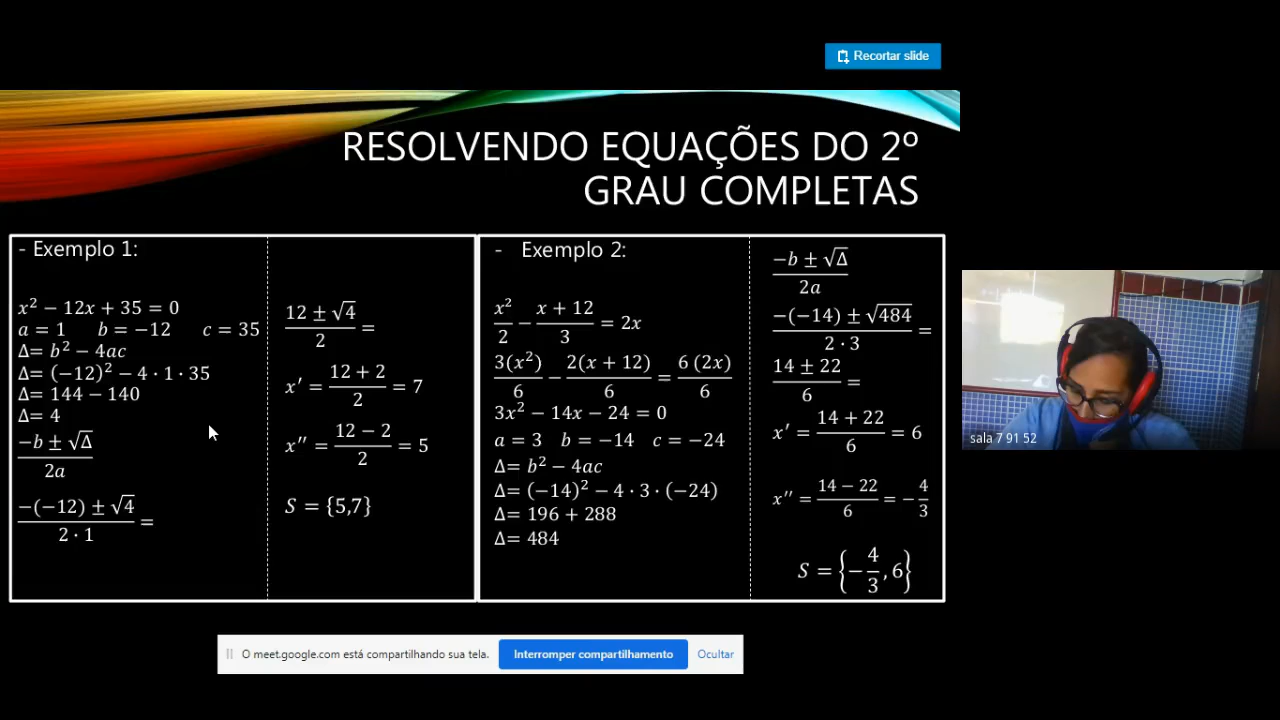 Recortar slide
RESOLVENDO EQUAÇÕES DO 2º
GRAU COMPLETAS
- Exemplo 1:
x² − 12x + 35 = 0
a = 1 b = −12 c = 35
Δ= b² − 4ac
Δ= (−12)² − 4 · 1 · 35
Δ= 144 − 140
Δ= 4
−b ± √Δ
2a
−(−12) ± √4
2 · 1
=
12 ± √4
2
=
x′ = (12 + 2)/2 = 7
x′′ = (12 − 2)/2 = 5
S = {5,7}
- Exemplo 2:
x²/2 − (x + 12)/3 = 2x
3(x²)/6 − 2(x + 12)/6 = 6 (2x)/6
3x² − 14x − 24 = 0
a = 3 b = −14 c = −24
Δ= b² − 4ac
Δ= (−14)² − 4 · 3 · (−24)
Δ= 196 + 288
Δ= 484
−b ± √Δ
2a
−(−14) ± √484
2 · 3
=
14 ± 22
6
=
x′ = (14 + 22)/6 = 6
x′′ = (14 − 22)/6 = −4/3
S = {−4/3, 6}
sala 7 91 52
O meet.google.com está compartilhando sua tela.
Interromper compartilhamento
Ocultar